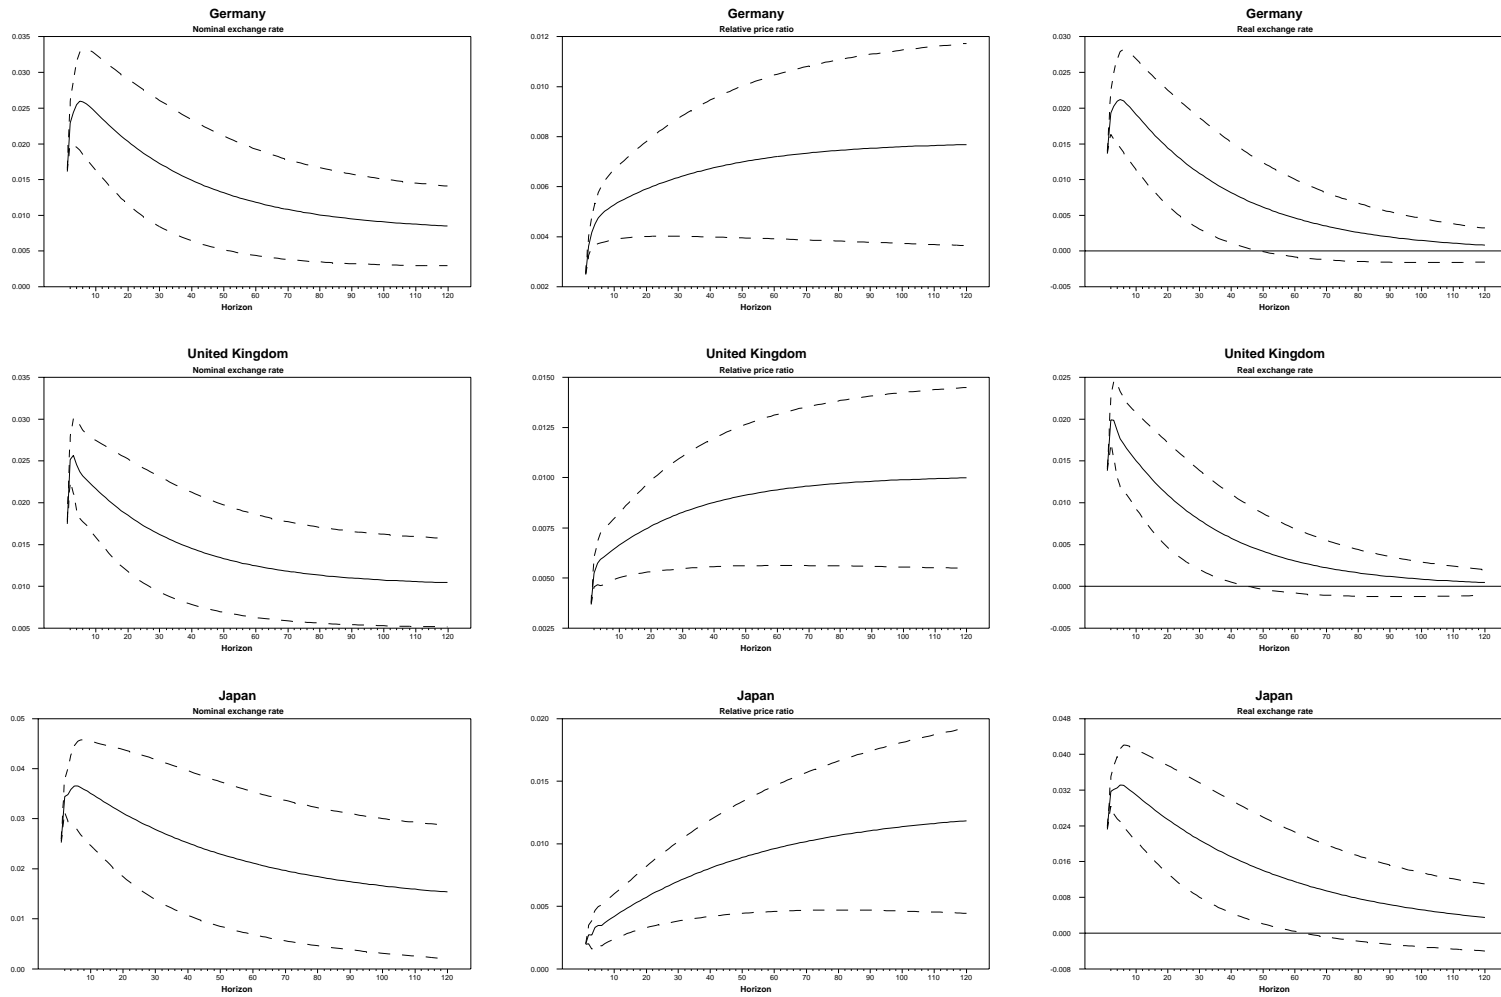 Germany
Nominal exchange rate
0.035
0.030
0.025
0.020
0.015
0.010
0.005
0.000
10 20 30 40 50 60 70 80 90 100 110 120
Horizon
Germany
Relative price ratio
0.012
0.010
0.008
0.006
0.004
0.002
10 20 30 40 50 60 70 80 90 100 110 120
Horizon
Germany
Real exchange rate
0.030
0.025
0.020
0.015
0.010
0.005
0.000
-0.005
10 20 30 40 50 60 70 80 90 100 110 120
Horizon
United Kingdom
Nominal exchange rate
0.035
0.030
0.025
0.020
0.015
0.010
0.005
10 20 30 40 50 60 70 80 90 100 110 120
Horizon
United Kingdom
Relative price ratio
0.0150
0.0125
0.0100
0.0075
0.0050
0.0025
10 20 30 40 50 60 70 80 90 100 110 120
Horizon
United Kingdom
Real exchange rate
0.025
0.020
0.015
0.010
0.005
0.000
-0.005
10 20 30 40 50 60 70 80 90 100 110 120
Horizon
Japan
Nominal exchange rate
0.05
0.04
0.03
0.02
0.01
0.00
10 20 30 40 50 60 70 80 90 100 110 120
Horizon
Japan
Relative price ratio
0.020
0.015
0.010
0.005
0.000
10 20 30 40 50 60 70 80 90 100 110 120
Horizon
Japan
Real exchange rate
0.048
0.040
0.032
0.024
0.016
0.008
0.000
-0.008
10 20 30 40 50 60 70 80 90 100 110 120
Horizon